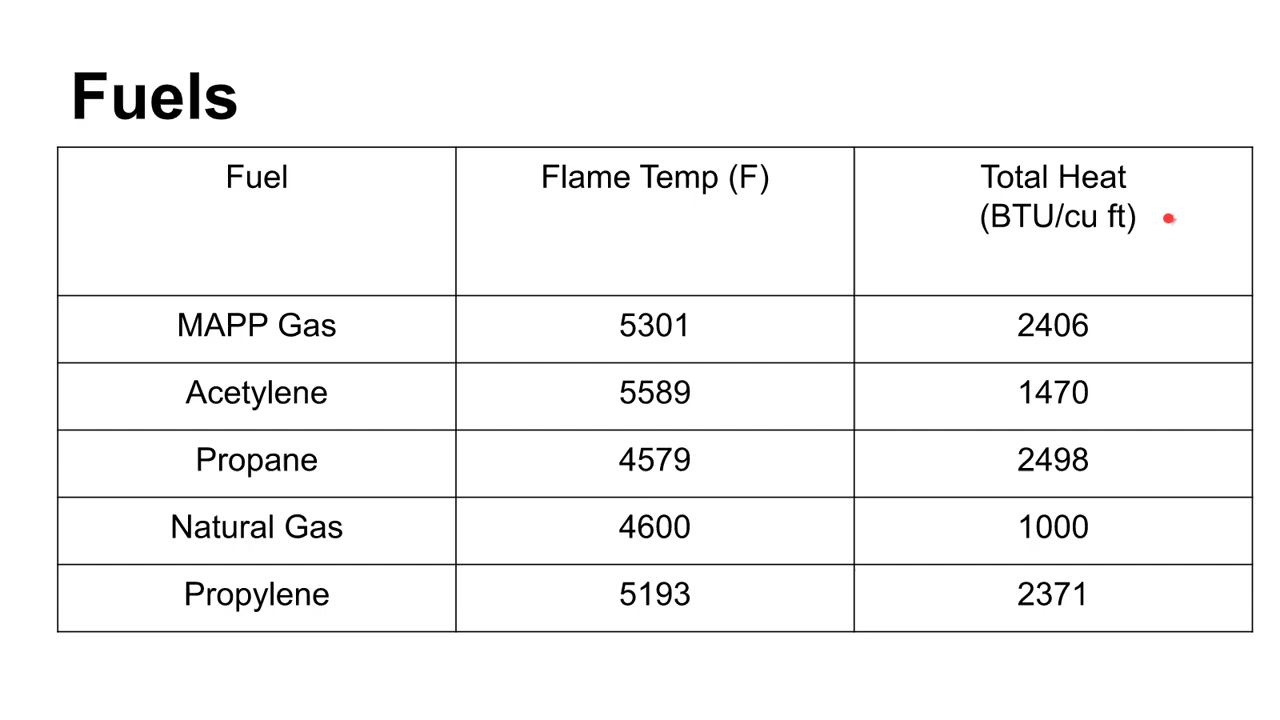 Fuels
Fuel Flame Temp (F) Total Heat
(BTU/cu ft)
MAPP Gas 5301 2406
Acetylene 5589 1470
Propane 4579 2498
Natural Gas 4600 1000
Propylene 5193 2371